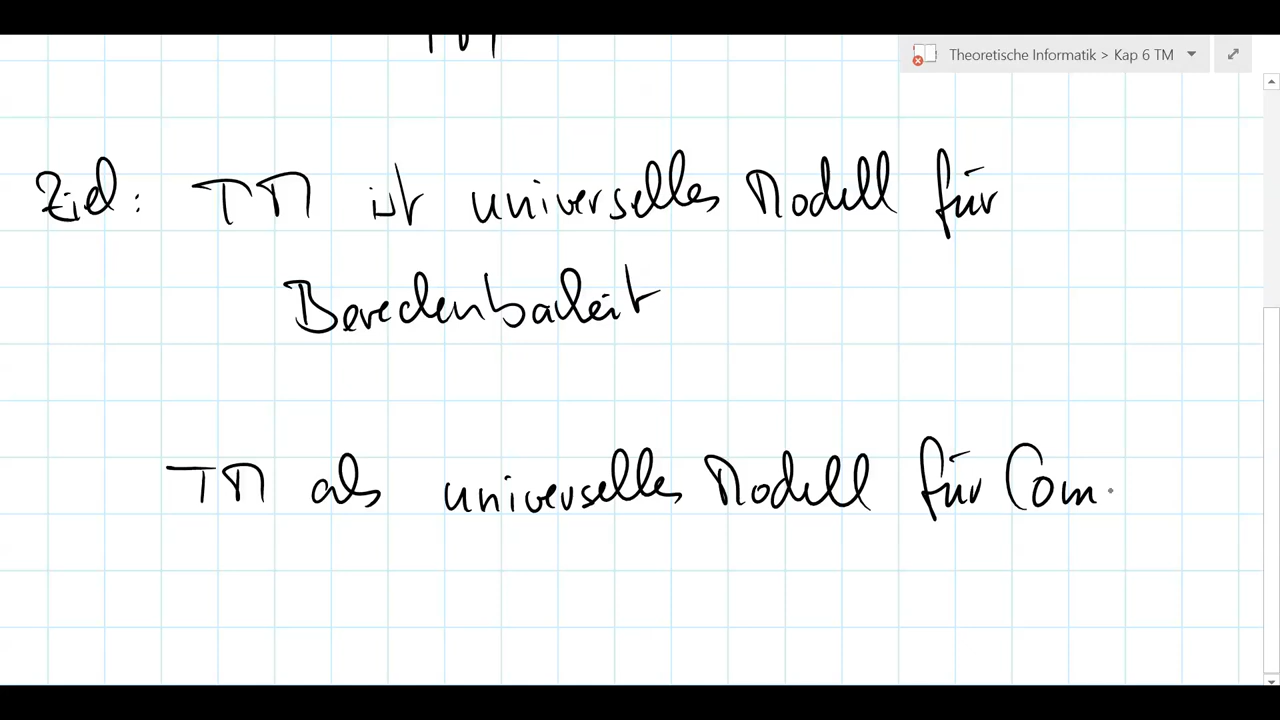 Theoretische Informatik > Kap 6 TM
Ziel: TM ist universelles Modell für
Berechenbarkeit
TM als universelles Modell für Com